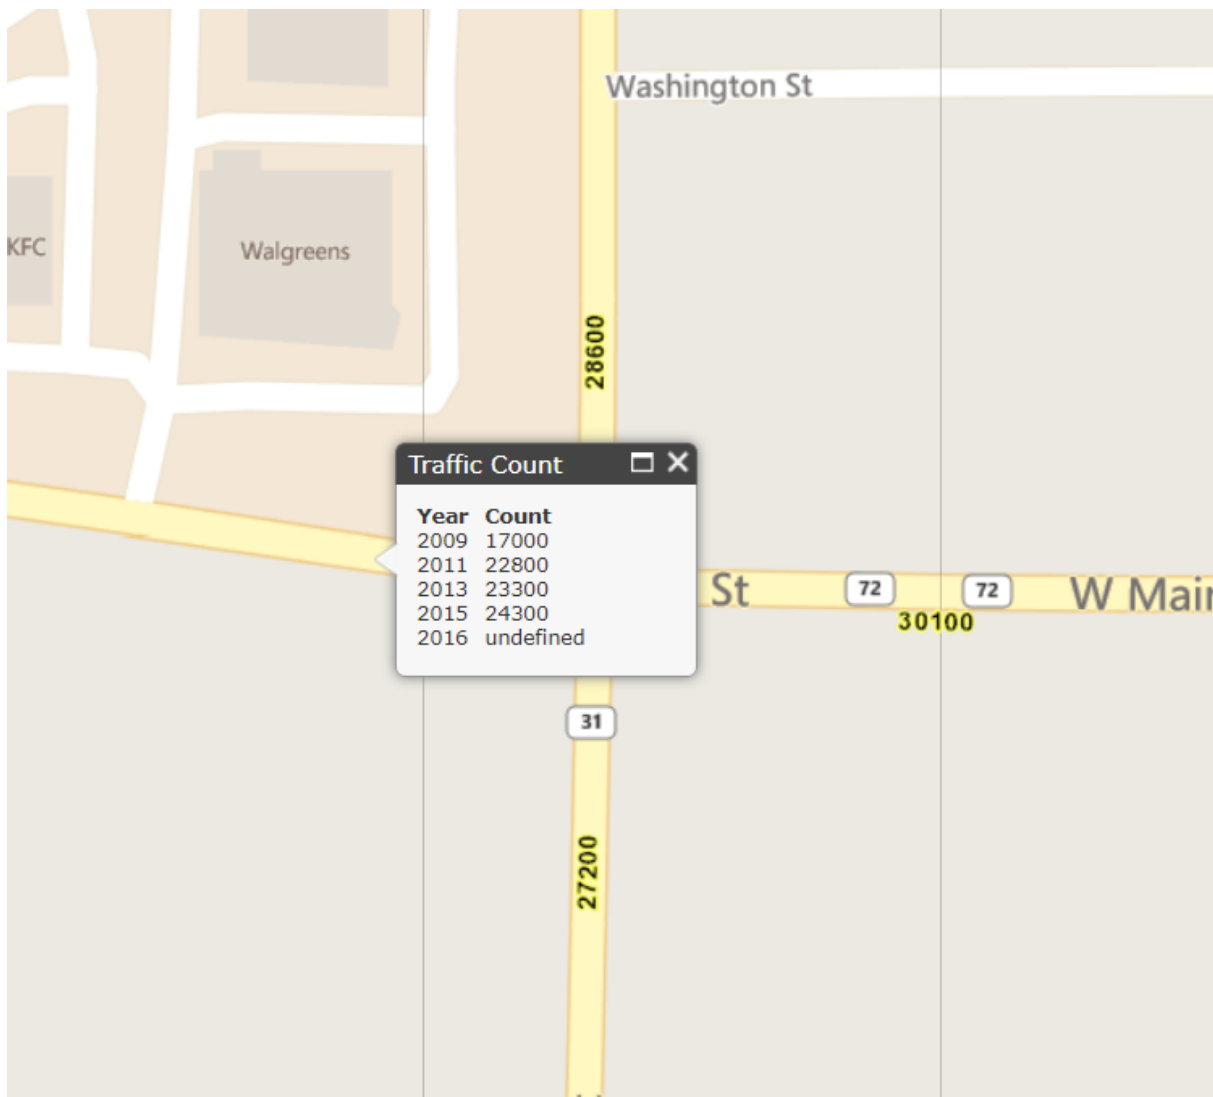 Washington St
KFC
Walgreens
28600
Traffic Count
Year Count
2009 17000
2011 22800
2013 23300
2015 24300
2016 undefined
St
72
72
W Main
30100
31
27200